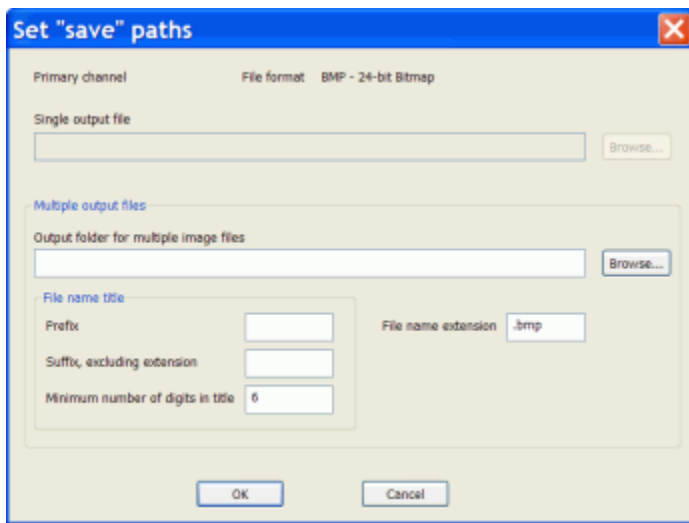 Set "save" paths
Primary channel File format BMP - 24-bit Bitmap
Single output file
Browse...
Multiple output files
Output folder for multiple image files
Browse...
File name title
Prefix File name extension .bmp
Suffix, excluding extension
Minimum number of digits in title 6
OK Cancel